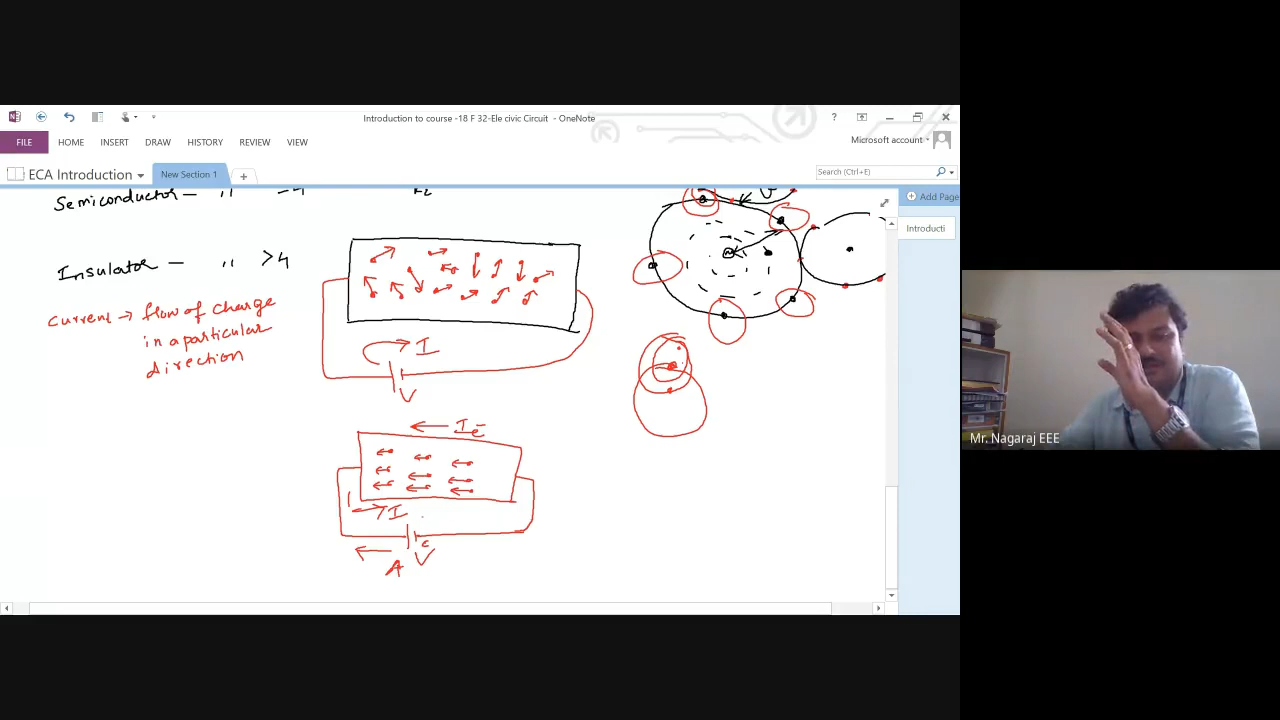 Introduction to course -18 F 32-Ele civic Circuit - OneNote
FILE HOME INSERT DRAW HISTORY REVIEW VIEW
Microsoft account
ECA Introduction
New Section 1
+
Search (Ctrl+E)
Add Page
Introducti
Semiconductor — " -4
Insulator — " >4
Current → flow of charge
in a particular
direction
I
V
I
I
V
A
Mr. Nagaraj EEE